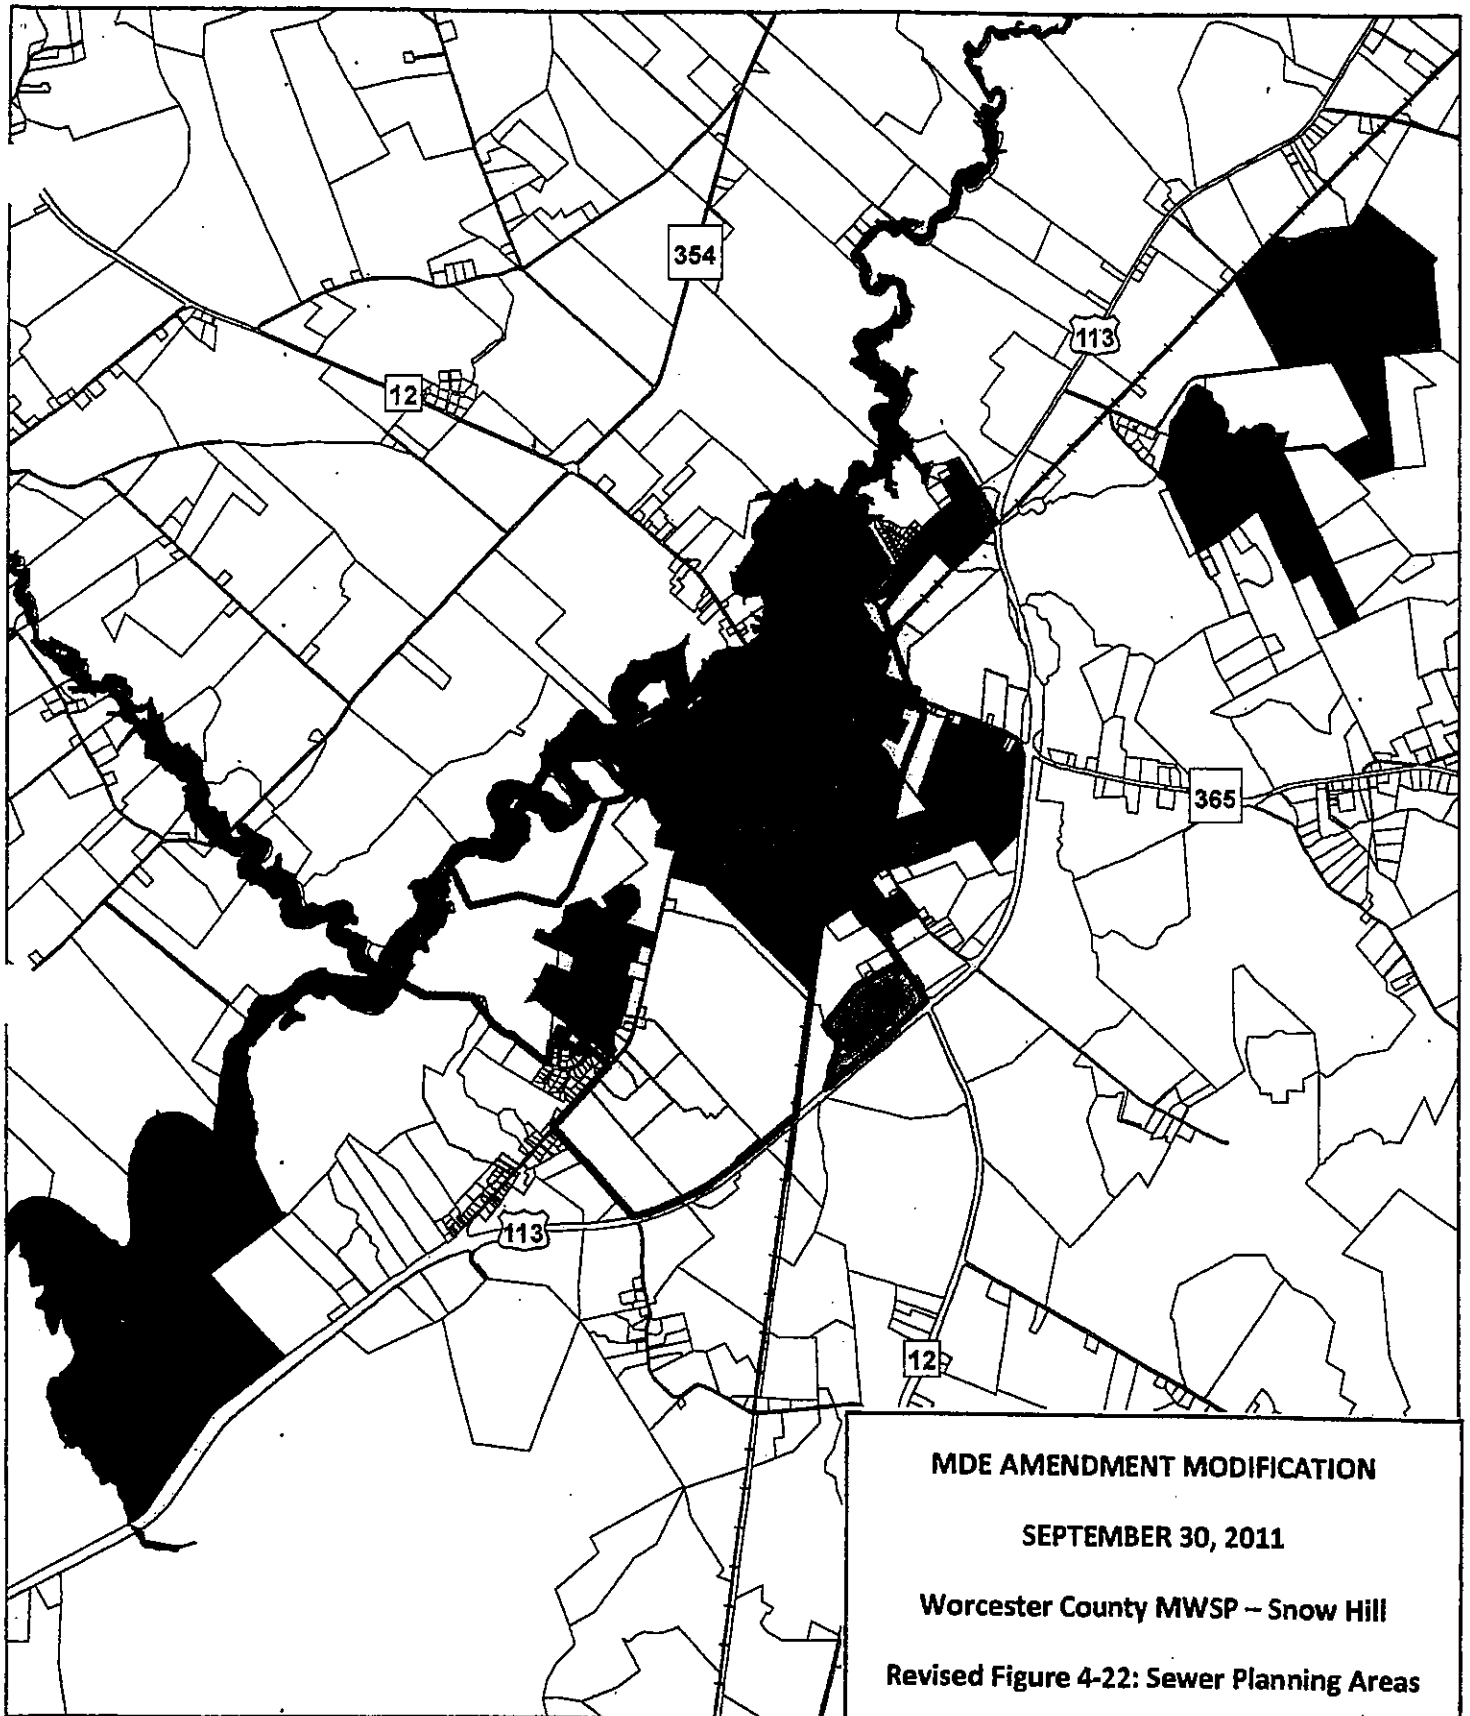 354
113
12
365
113
12
MDE AMENDMENT MODIFICATION
SEPTEMBER 30, 2011
Worcester County MWSP – Snow Hill
Revised Figure 4-22: Sewer Planning Areas